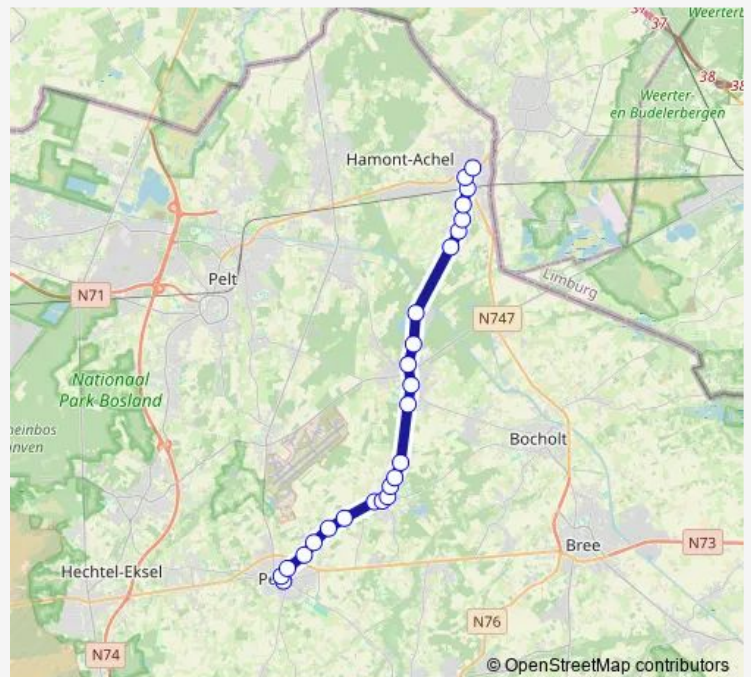 37
38
Weerter-
en Budelerbergen
Hamont-Achel
Pelt
N71
Limburg
N747
Nationaal
Park Bosland
Bocholt
Bree
N73
Hechtel-Eksel
Pe
N76
N74
© OpenStreetMap contributors